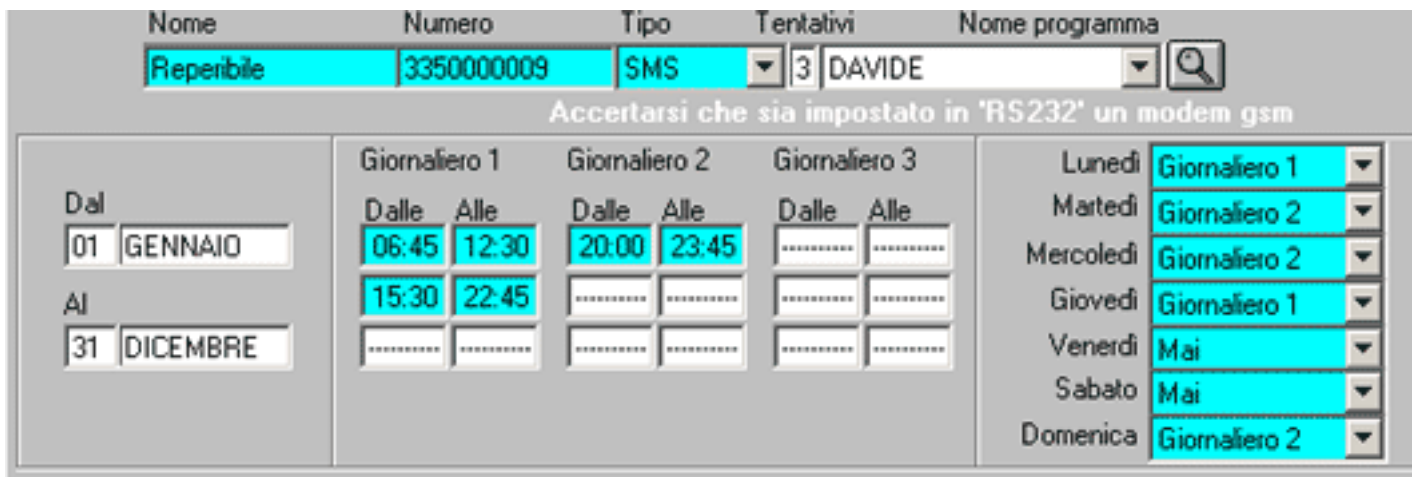 Nome Numero Tipo Tentativi Nome programma
Reperibile 3350000009 SMS 3 DAVIDE
Accertarsi che sia impostato in 'RS232' un modem gsm
Dal
01 GENNAIO
Al
31 DICEMBRE
Giornaliero 1 Giornaliero 2 Giornaliero 3
Dalle Alle Dalle Alle Dalle Alle
06:45 12:30 20:00 23:45 ---------- ----------
15:30 22:45 ---------- ---------- ---------- ----------
---------- ---------- ---------- ---------- ---------- ----------
Lunedì Giornaliero 1
Martedì Giornaliero 2
Mercoledì Giornaliero 2
Giovedì Giornaliero 1
Venerdì Mai
Sabato Mai
Domenica Giornaliero 2